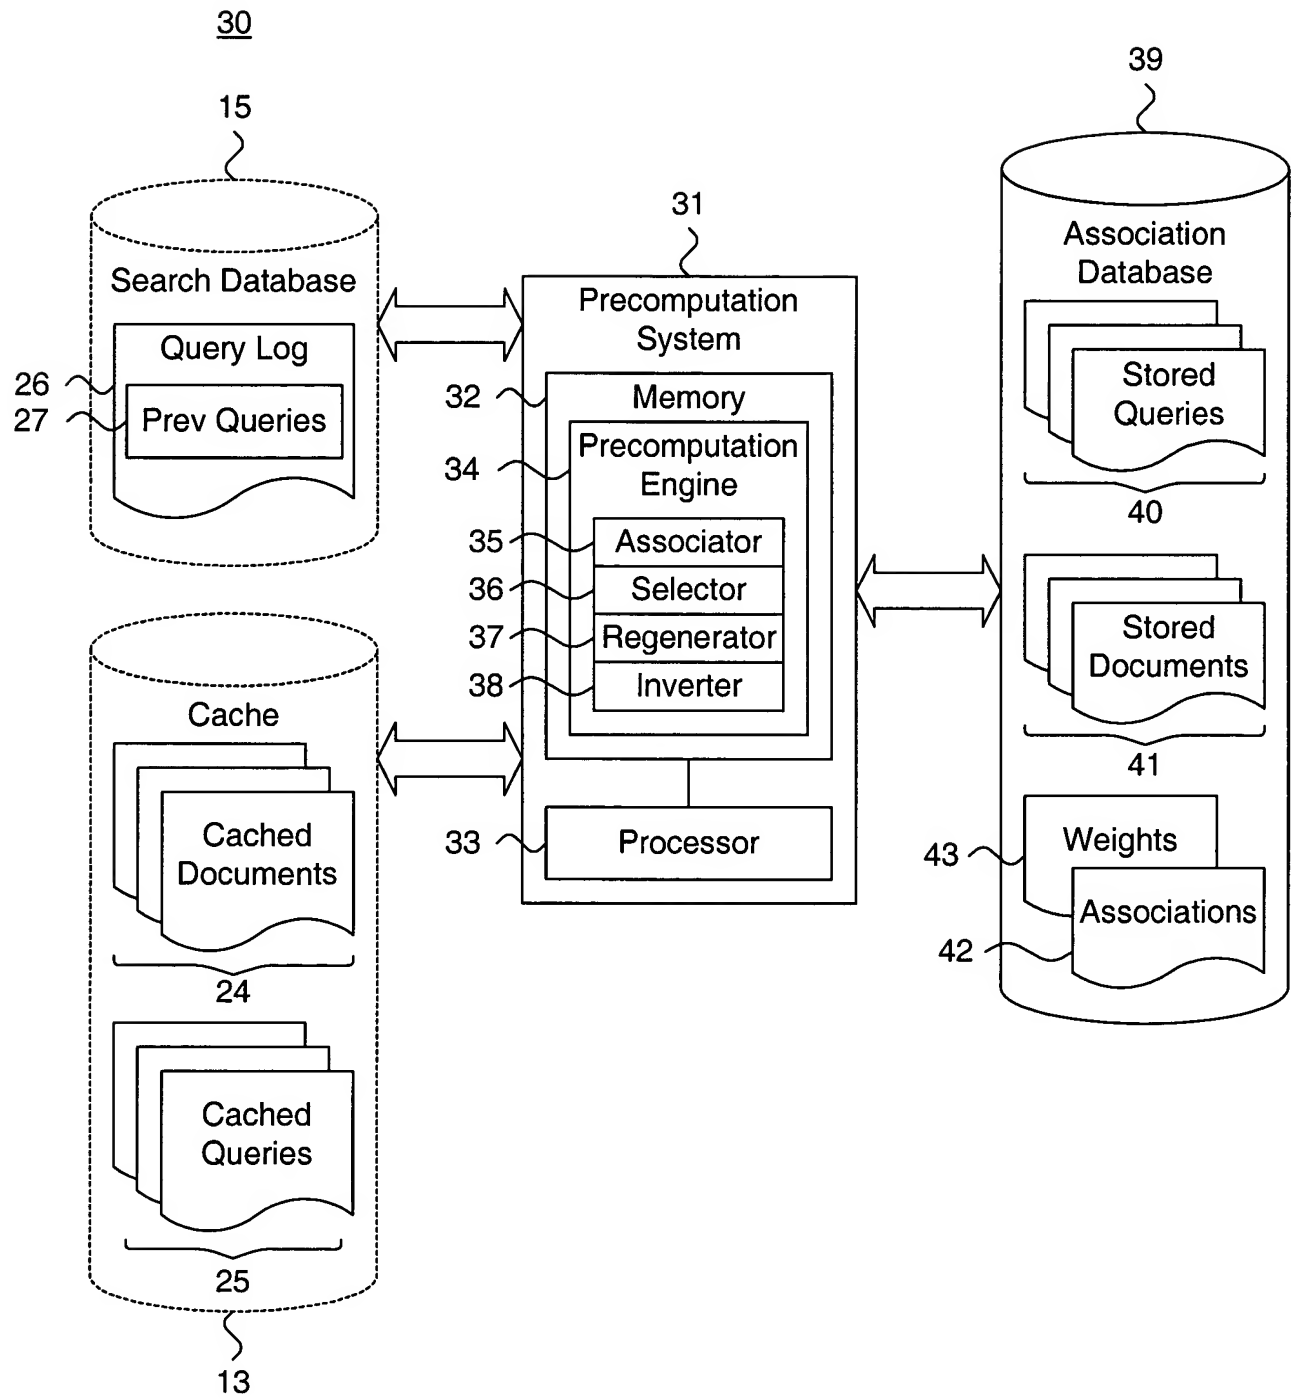 30
15
Search Database
Query Log
26
27
Prev Queries
Cache
Cached
Documents
24
Cached
Queries
25
13
31
Precomputation
System
32
Memory
34
Precomputation
Engine
35
Associator
36
Selector
37
Regenerator
38
Inverter
33
Processor
39
Association
Database
Stored
Queries
40
Stored
Documents
41
43
Weights
42
Associations